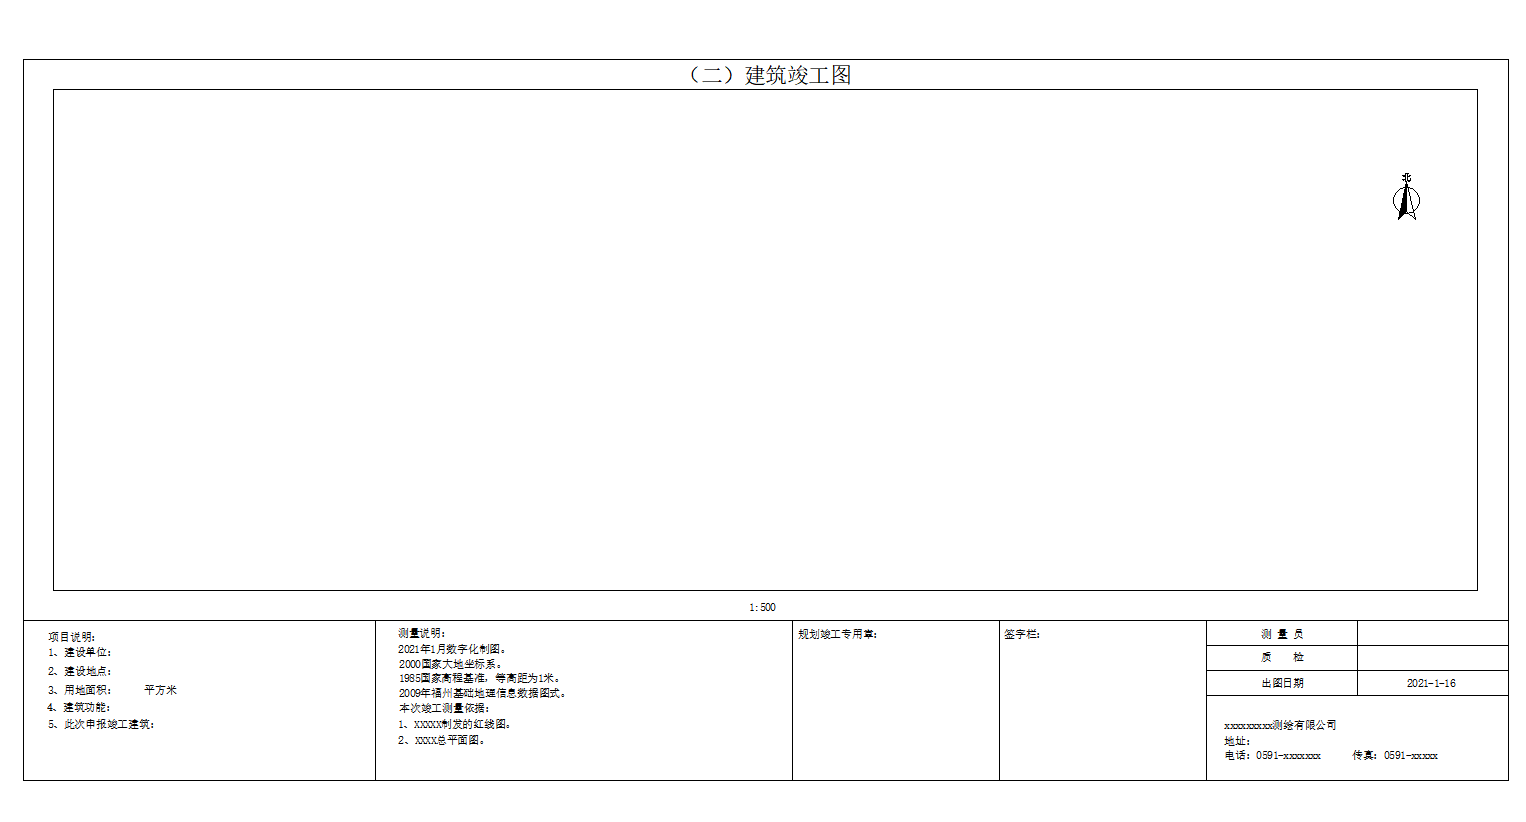 （二）建筑竣工图
北
1:500
项目说明:
1、建设单位:
2、建设地点:
3、用地面积: 平方米
4、建筑功能:
5、此次申报竣工建筑:
测量说明:
2021年1月数字化制图。
2000国家大地坐标系。
1985国家高程基准, 等高距为1米。
2009年福州基础地理信息数据图式。
本次竣工测量依据:
1、XXXXX制发的红线图。
2、XXXX总平面图。
规划竣工专用章:
签字栏:
测 量 员
质 检
出图日期 2021-1-16
xxxxxxxxx测绘有限公司
地址:
电话: 0591-xxxxxxx 传真: 0591-xxxxx